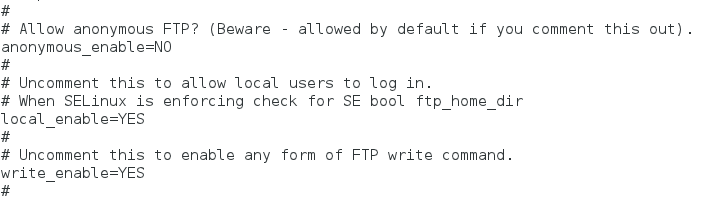 #
# Allow anonymous FTP? (Beware - allowed by default if you comment this out).
anonymous_enable=NO
#
# Uncomment this to allow local users to log in.
# When SELinux is enforcing check for SE bool ftp_home_dir
local_enable=YES
#
# Uncomment this to enable any form of FTP write command.
write_enable=YES
#